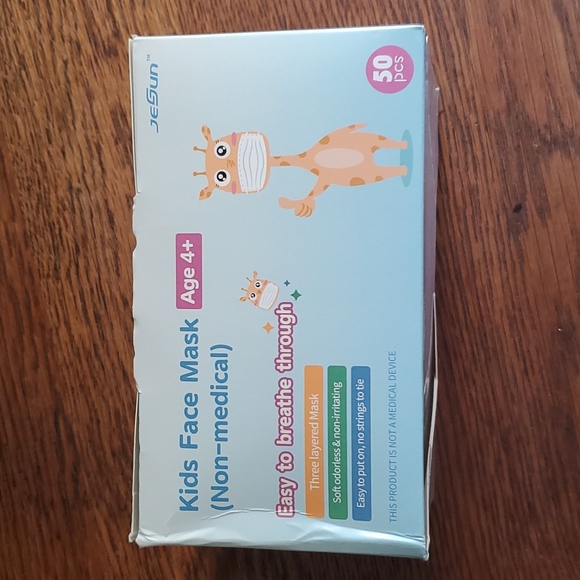 JESun™
50
pcs
Kids Face Mask Age 4+
(Non-medical)
Easy to breathe through
Three layered Mask
Soft odorless & non-irritating
Easy to put on, no strings to tie
THIS PRODUCT IS NOT A MEDICAL DEVICE